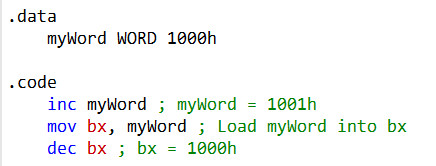 .data
myWord WORD 1000h
.code
inc myWord ; myWord = 1001h
mov bx, myWord ; Load myWord into bx
dec bx ; bx = 1000h